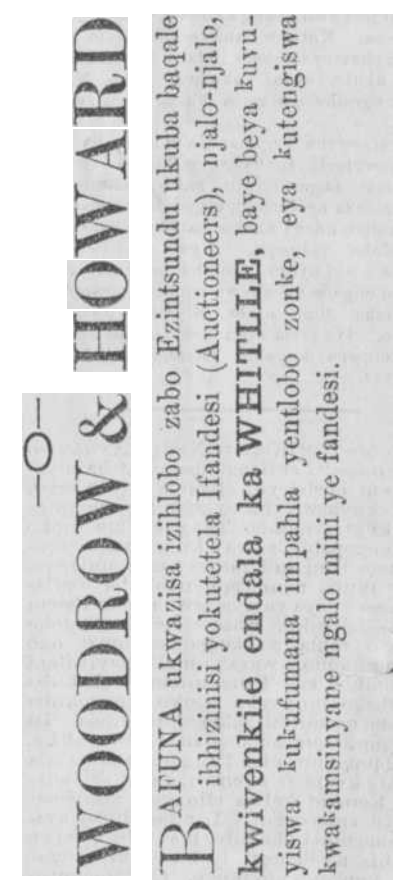 —O—
WOODROW & HOWARD
BAFUNA ukwazisa izihlobo zabo Ezintsundu ukuba baqale
ibhizinisi yokutetela Ifandesi (Auctioneers), njalo-njalo,
kwivenkile endala ka WHITLLE, baye beya kuvu-
yiswa kukufumana impahla yentlobo zonke, eya kutengiswa
kwakamsinyape ngalo mini ye fandesi.